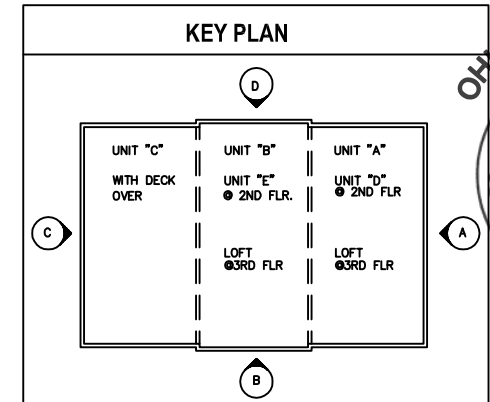 KEY PLAN
OH
D
UNIT "C"
WITH DECK
OVER
UNIT "B"
UNIT "E"
@ 2ND FLR.
LOFT
@3RD FLR
UNIT "A"
UNIT "D"
@ 2ND FLR
LOFT
@3RD FLR
C
A
B